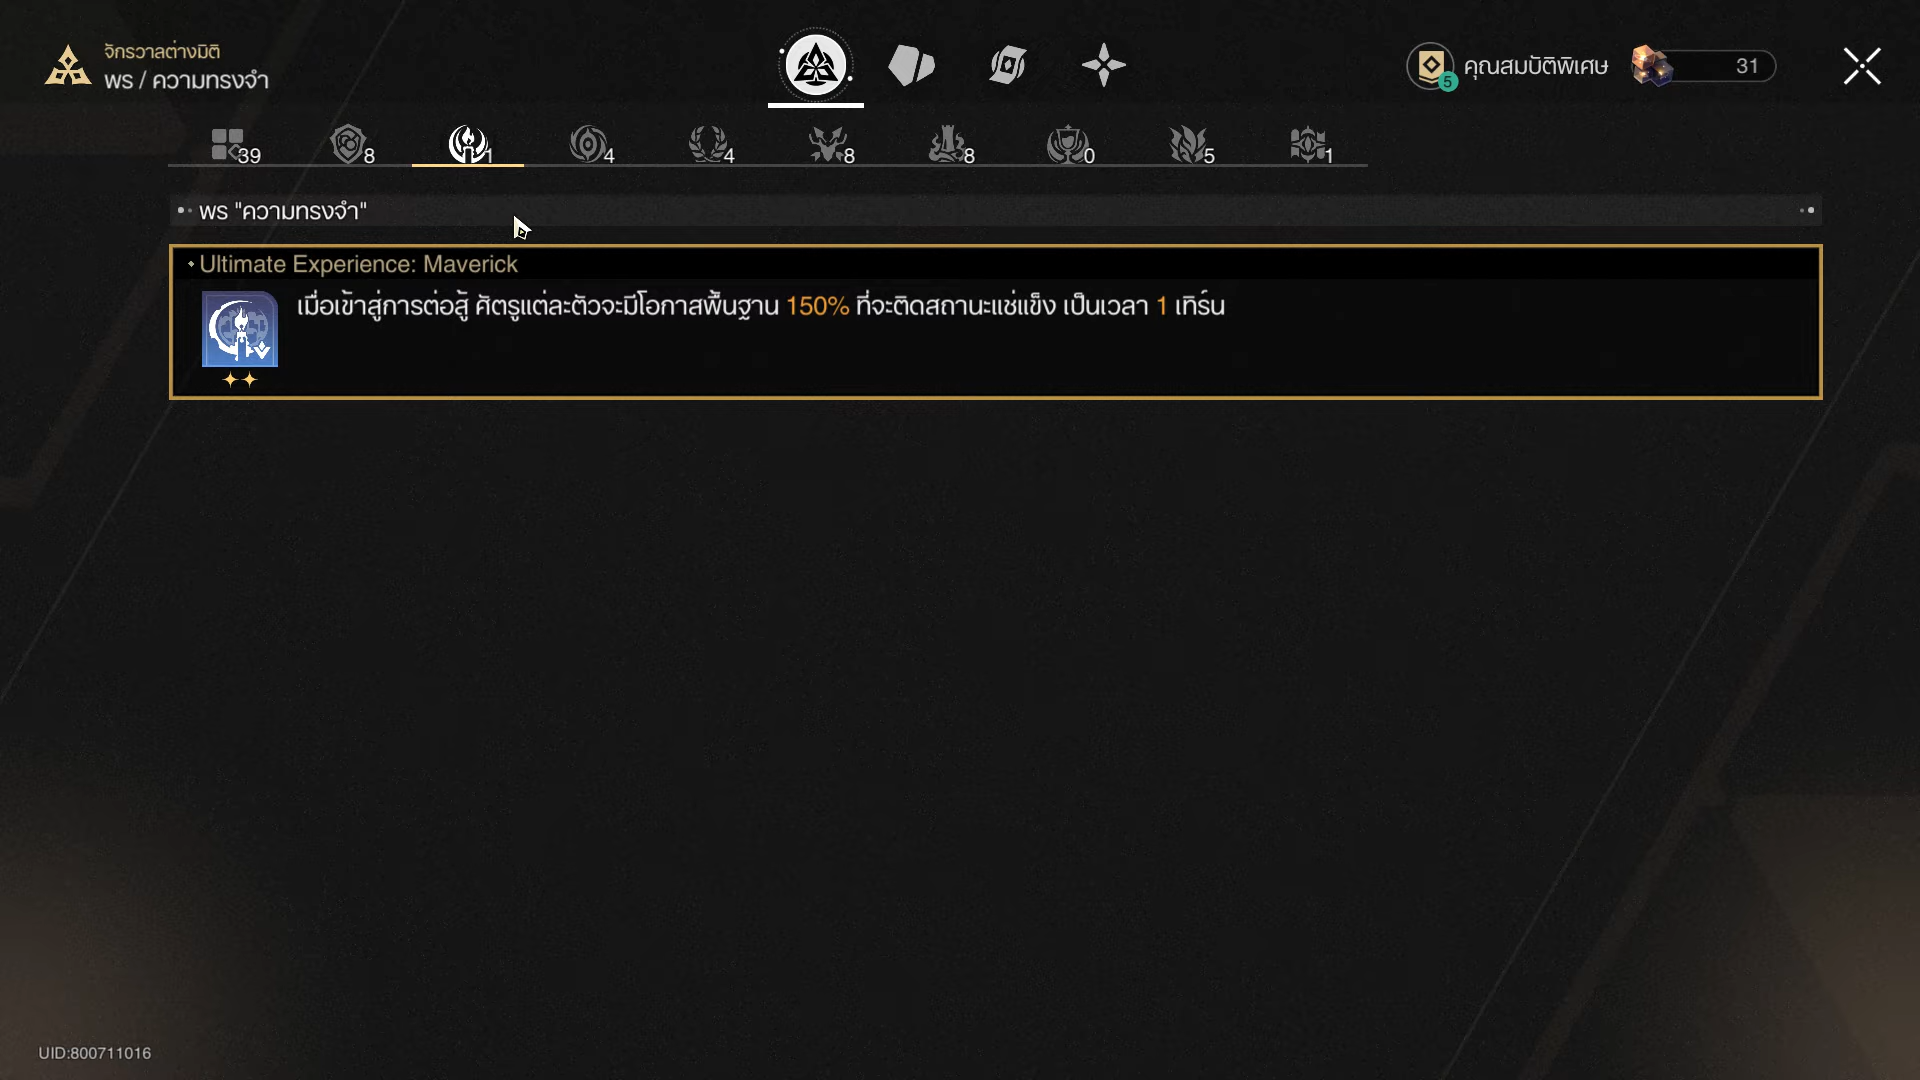 จักรวาลต่างมิติ
พร / ความทรงจำ
5
คุณสมบัติพิเศษ
31
39
8
1
4
4
8
8
0
5
1
พร "ความทรงจำ"
Ultimate Experience: Maverick
เมื่อเข้าสู่การต่อสู้ ศัตรูแต่ละตัวจะมีโอกาสพื้นฐาน 150% ที่จะติดสถานะแช่แข็ง เป็นเวลา 1 เทิร์น
UID:800711016